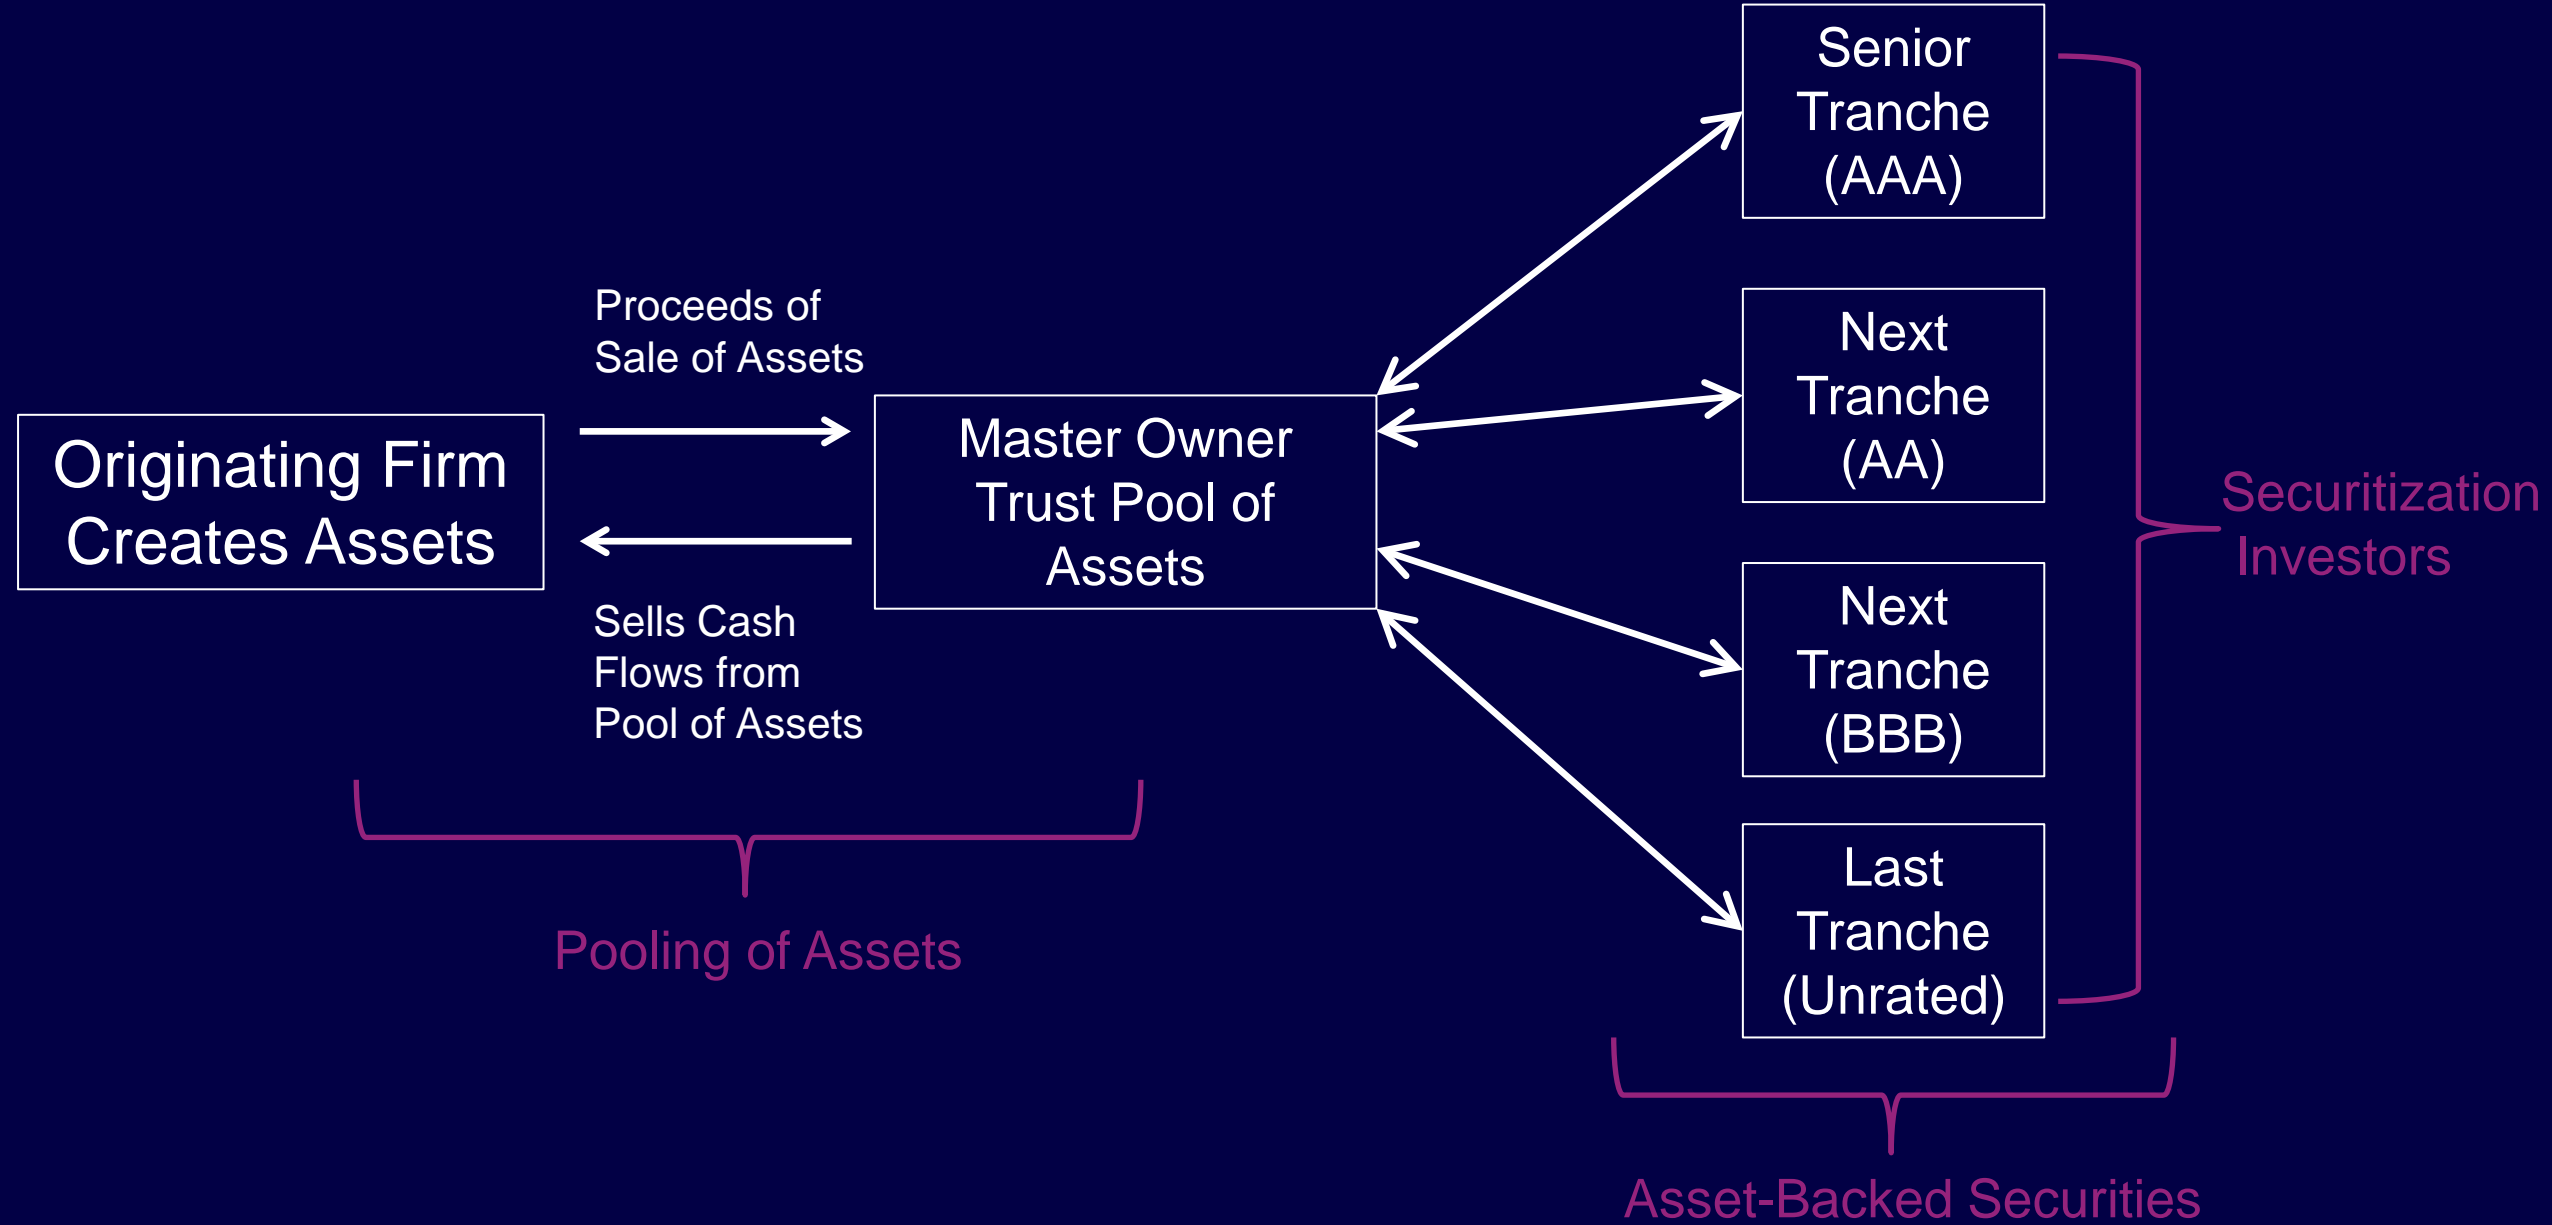 Originating Firm
Creates Assets
Proceeds of
Sale of Assets
Sells Cash
Flows from
Pool of Assets
Pooling of Assets
Master Owner
Trust Pool of
Assets
Senior
Tranche
(AAA)
Next
Tranche
(AA)
Next
Tranche
(BBB)
Last
Tranche
(Unrated)
Securitization
Investors
Asset-Backed Securities